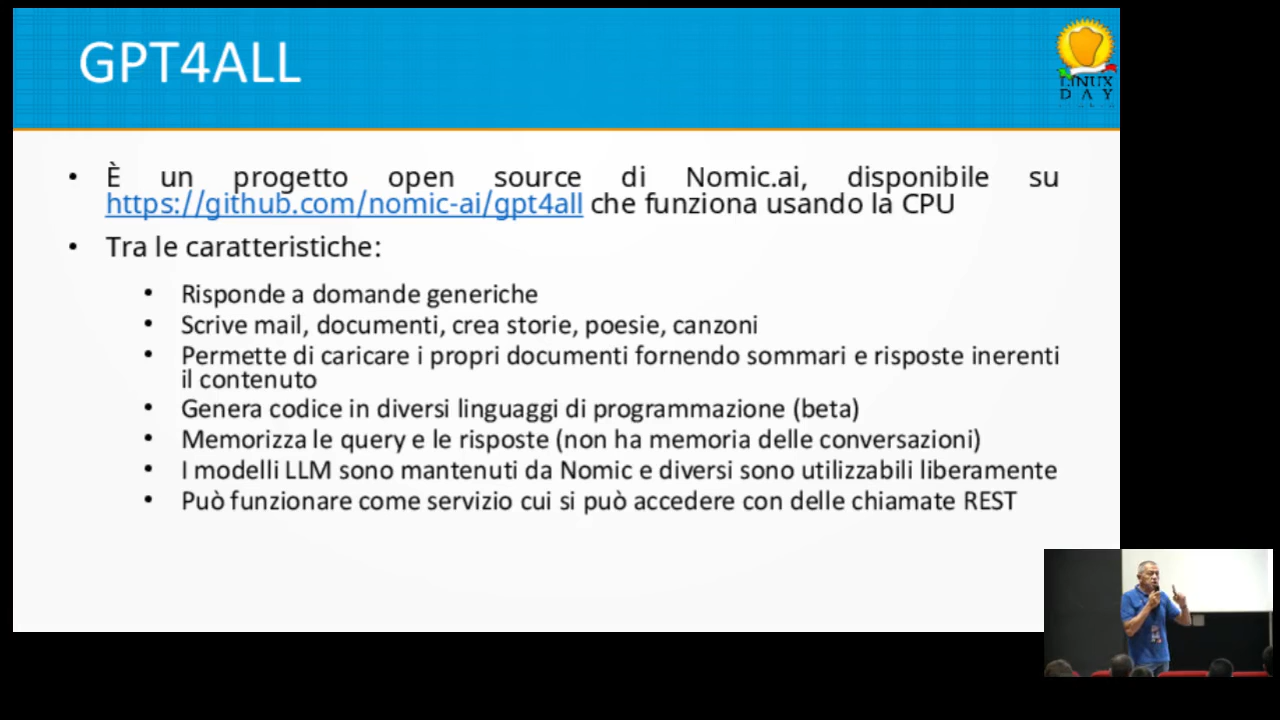 GPT4ALL
LINUX
DAY
• È un progetto open source di Nomic.ai, disponibile su
https://github.com/nomic-ai/gpt4all che funziona usando la CPU
• Tra le caratteristiche:
• Risponde a domande generiche
• Scrive mail, documenti, crea storie, poesie, canzoni
• Permette di caricare i propri documenti fornendo sommari e risposte inerenti
il contenuto
• Genera codice in diversi linguaggi di programmazione (beta)
• Memorizza le query e le risposte (non ha memoria delle conversazioni)
• I modelli LLM sono mantenuti da Nomic e diversi sono utilizzabili liberamente
• Può funzionare come servizio cui si può accedere con delle chiamate REST